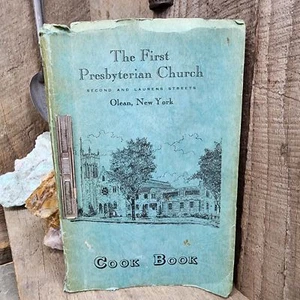 The First
Presbyterian Church
SECOND AND LAURENS STREETS
Olean, New York
COOK BOOK